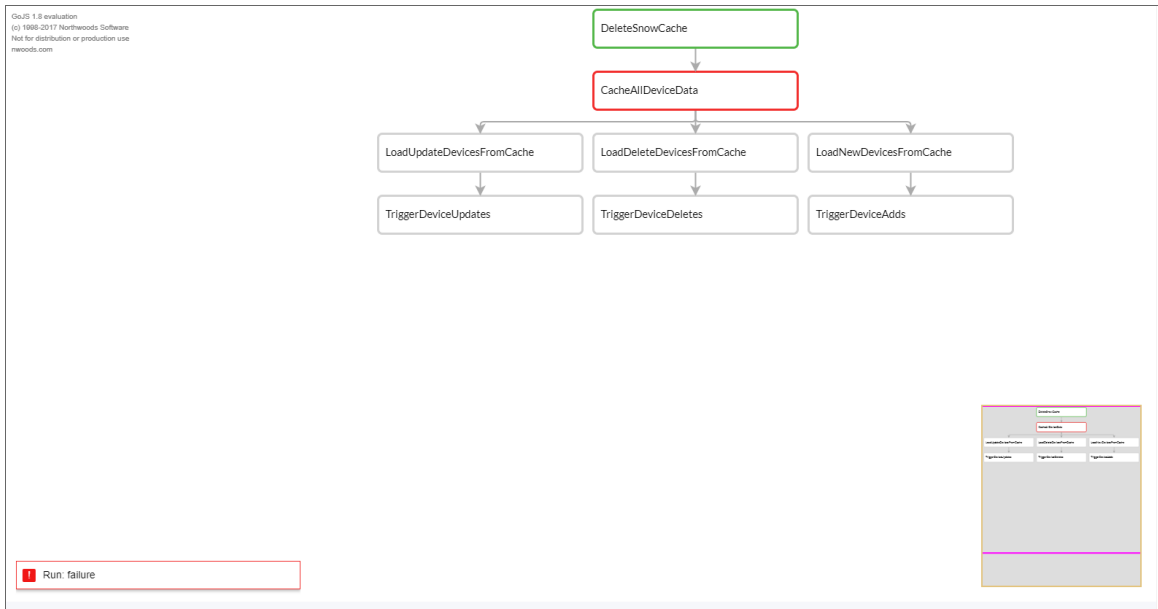 GoJS 1.8 evaluation
(c) 1998-2017 Northwoods Software
Not for distribution or production use
nwoods.com
DeleteSnowCache
CacheAllDeviceData
LoadUpdateDevicesFromCache
LoadDeleteDevicesFromCache
LoadNewDevicesFromCache
TriggerDeviceUpdates
TriggerDeviceDeletes
TriggerDeviceAdds
! Run: failure